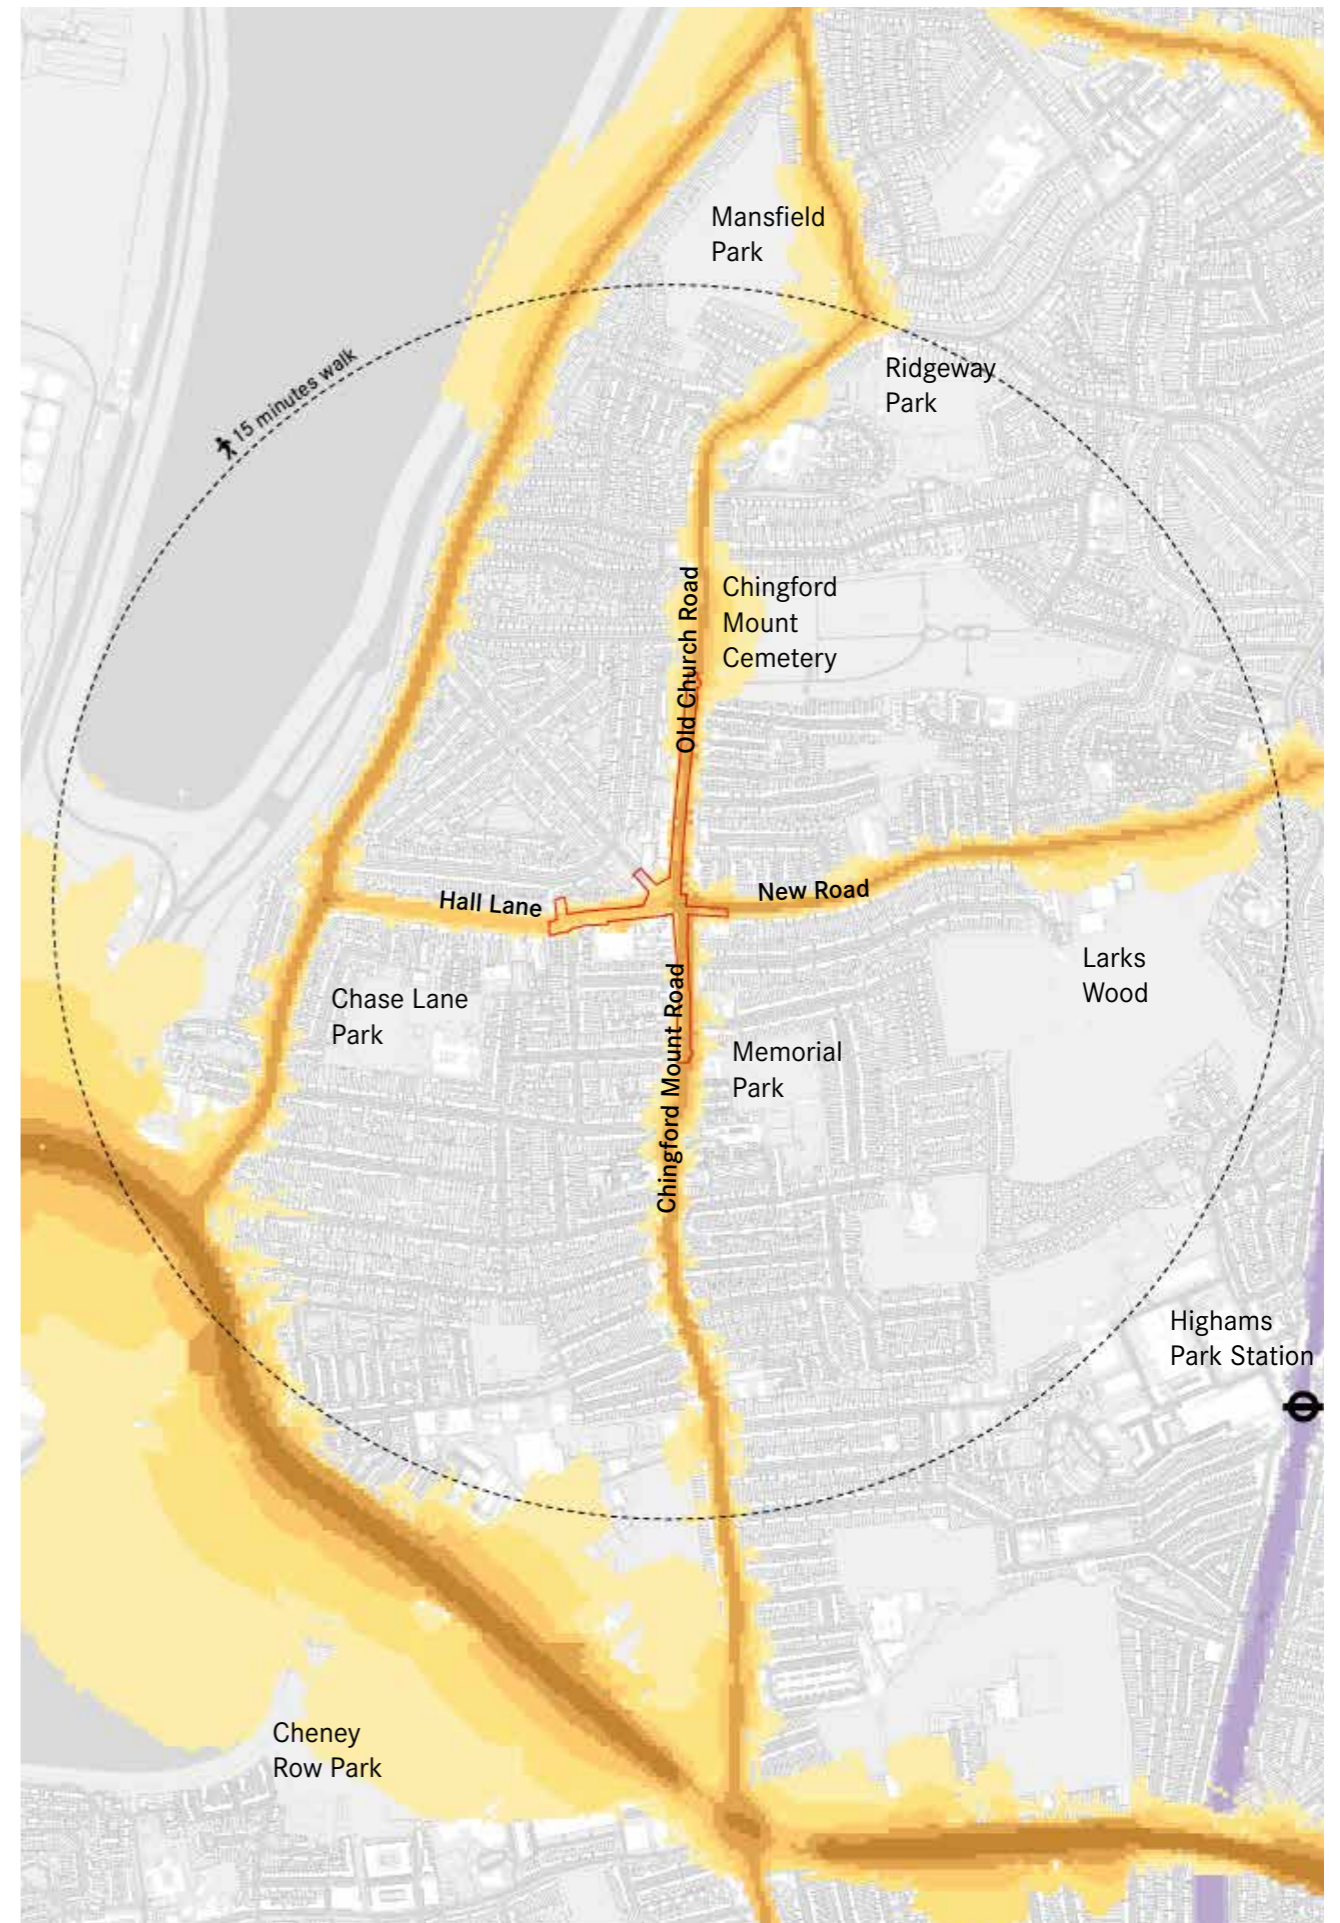 Mansfield
Park
15 minutes walk
Ridgeway
Park
Chingford
Mount
Cemetery
Old Church Road
Hall Lane
New Road
Larks
Wood
Chase Lane
Park
Chingford Mount Road
Memorial
Park
Highams
Park Station
Cheney
Row Park